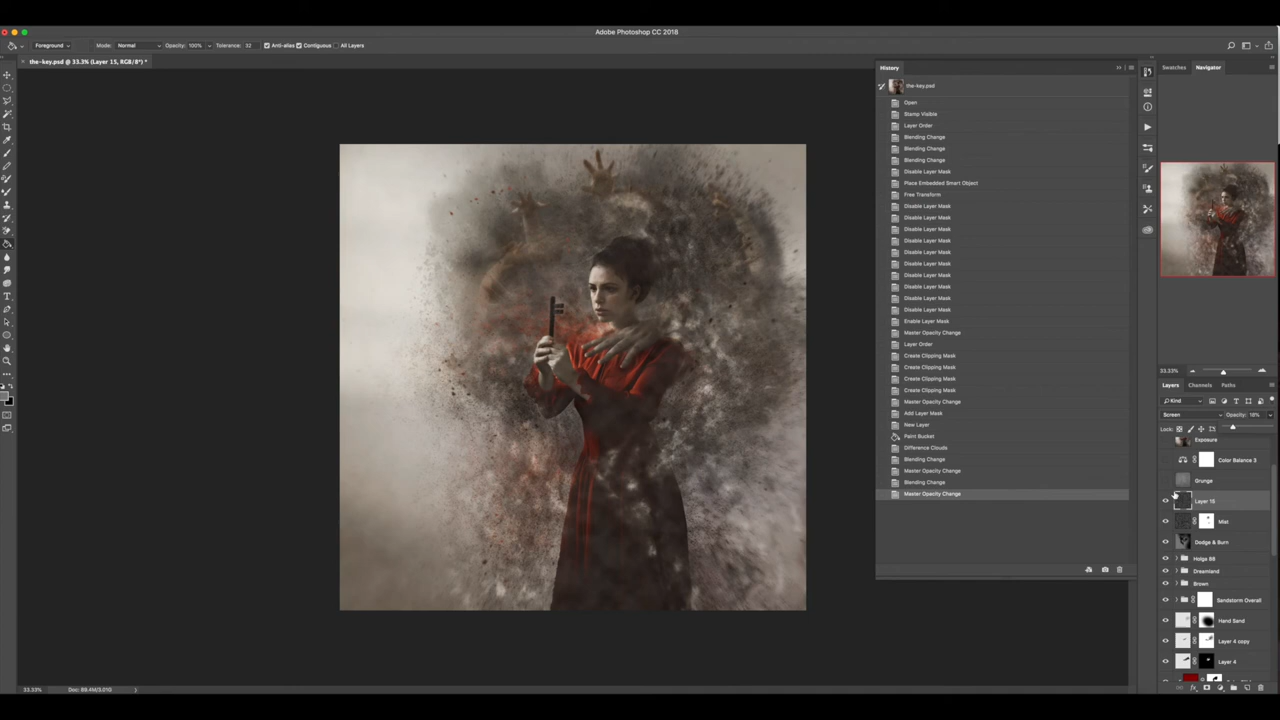 Adobe Photoshop CC 2018
Foreground Mode: Normal Opacity: 100% Tolerance: 32 Anti-alias Contiguous All Layers
the-key.psd @ 33.3% (Layer 15, RGB/8*) *
History
the-key.psd
Open
Stamp Visible
Layer Order
Blending Change
Blending Change
Blending Change
Disable Layer Mask
Place Embedded Smart Object
Free Transform
Disable Layer Mask
Disable Layer Mask
Disable Layer Mask
Disable Layer Mask
Disable Layer Mask
Disable Layer Mask
Disable Layer Mask
Disable Layer Mask
Disable Layer Mask
Disable Layer Mask
Enable Layer Mask
Master Opacity Change
Layer Order
Create Clipping Mask
Create Clipping Mask
Create Clipping Mask
Create Clipping Mask
Master Opacity Change
Add Layer Mask
New Layer
Paint Bucket
Difference Clouds
Blending Change
Master Opacity Change
Blending Change
Master Opacity Change
Swatches Navigator
33.33%
Layers Channels Paths
Kind
Screen Opacity: 18%
Lock:
Exposure
Color Balance 3
Grunge
Layer 15
Mist
Dodge & Burn
Holga 88
Dreamland
Brown
Sandstorm Overall
Hand Sand
Layer 4 copy
Layer 4
33.33% Doc: 89.4M/3.01G